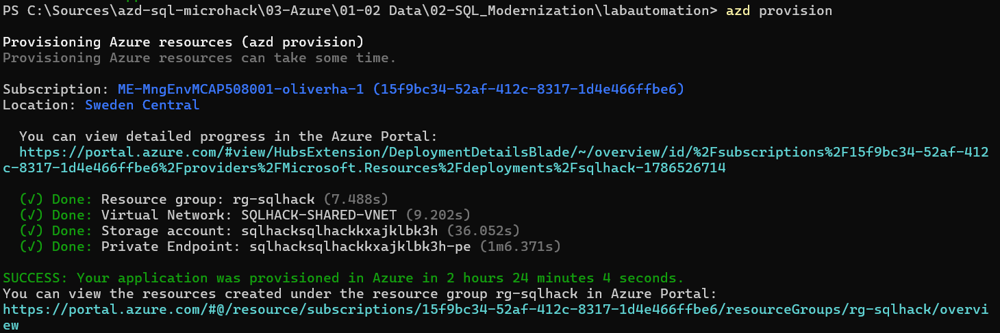 PS C:\Sources\azd-sql-microhack\03-Azure\01-02 Data\02-SQL_Modernization\labautomation> azd provision
Provisioning Azure resources (azd provision)
Provisioning Azure resources can take some time.
Subscription: ME-MngEnvMCAP508001-oliverha-1 (15f9bc34-52af-412c-8317-1d4e466ffbe6)
Location: Sweden Central
You can view detailed progress in the Azure Portal:
https://portal.azure.com/#view/HubsExtension/DeploymentDetailsBlade/~/overview/id/%2Fsubscriptions%2F15f9bc34-52af-412
c-8317-1d4e466ffbe6%2Fproviders%2FMicrosoft.Resources%2Fdeployments%2Fsqlhack-1786526714
(√) Done: Resource group: rg-sqlhack (7.488s)
(√) Done: Virtual Network: SQLHACK-SHARED-VNET (9.202s)
(√) Done: Storage account: sqlhacksqlhackkxajklbk3h (36.052s)
(√) Done: Private Endpoint: sqlhacksqlhackkxajklbk3h-pe (1m6.371s)
SUCCESS: Your application was provisioned in Azure in 2 hours 24 minutes 4 seconds.
You can view the resources created under the resource group rg-sqlhack in Azure Portal:
https://portal.azure.com/#@/resource/subscriptions/15f9bc34-52af-412c-8317-1d4e466ffbe6/resourceGroups/rg-sqlhack/overvi
ew